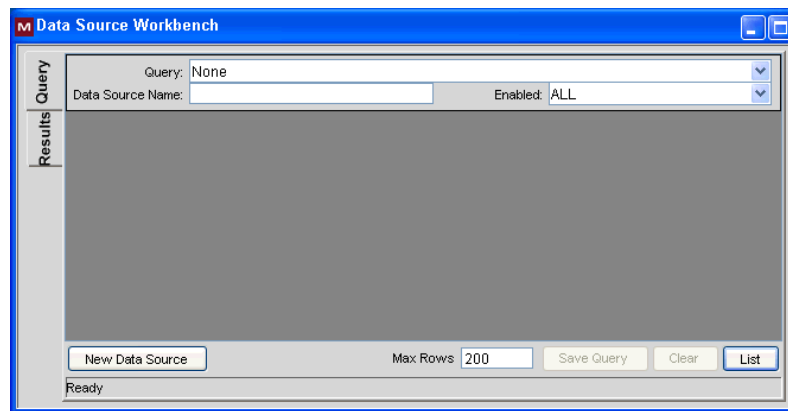 M Data Source Workbench
Query
Results
Query: None
Data Source Name:
Enabled: ALL
New Data Source
Max Rows 200
Save Query
Clear
List
Ready